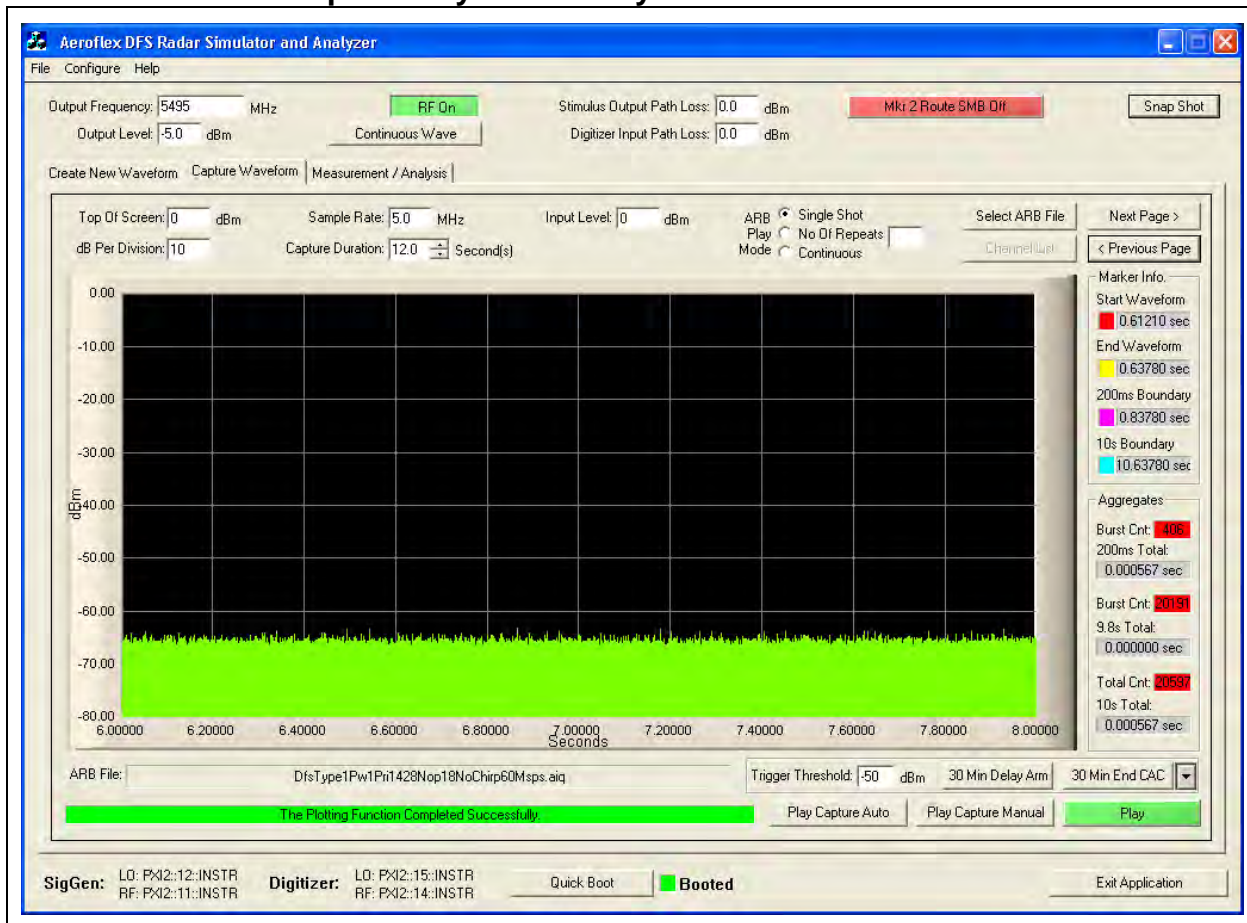 Aeroflex DFS Radar Simulator and Analyzer
File Configure Help
Output Frequency: 5495 MHz
RF On
Stimulus Output Path Loss: 0.0 dBm
Mkr 2 Route SMB Off
Snap Shot
Output Level: -5.0 dBm
Continuous Wave
Digitizer Input Path Loss: 0.0 dBm
Create New Waveform Capture Waveform Measurement / Analysis
Top Of Screen: 0 dBm
Sample Rate: 5.0 MHz
Input Level: 0 dBm
ARB Play Mode
Single Shot
No Of Repeats
Continuous
Select ARB File
Next Page >
dB Per Division: 10
Capture Duration: 12.0 Second(s)
Channel List
< Previous Page
0.00
-10.00
-20.00
-30.00
-40.00
-50.00
-60.00
-70.00
-80.00
dBm
6.00000 6.20000 6.40000 6.60000 6.80000 7.00000 7.20000 7.40000 7.60000 7.80000 8.00000
Seconds
Marker Info.
Start Waveform
0.61210 sec
End Waveform
0.63780 sec
200ms Boundary
0.83780 sec
10s Boundary
10.63780 sec
Aggregates
Burst Cnt: 406
200ms Total:
0.000567 sec
Burst Cnt: 20191
9.8s Total:
0.000000 sec
Total Cnt: 20597
10s Total:
0.000567 sec
ARB File: DfsType1Pw1Pri1428Nop18NoChirp60Msps.aiq
Trigger Threshold: -50 dBm
30 Min Delay Arm
30 Min End CAC
The Plotting Function Completed Successfully.
Play Capture Auto
Play Capture Manual
Play
SigGen: LO: PXI2::12::INSTR
RF: PXI2::11::INSTR
Digitizer: LO: PXI2::15::INSTR
RF: PXI2::14::INSTR
Quick Boot
Booted
Exit Application